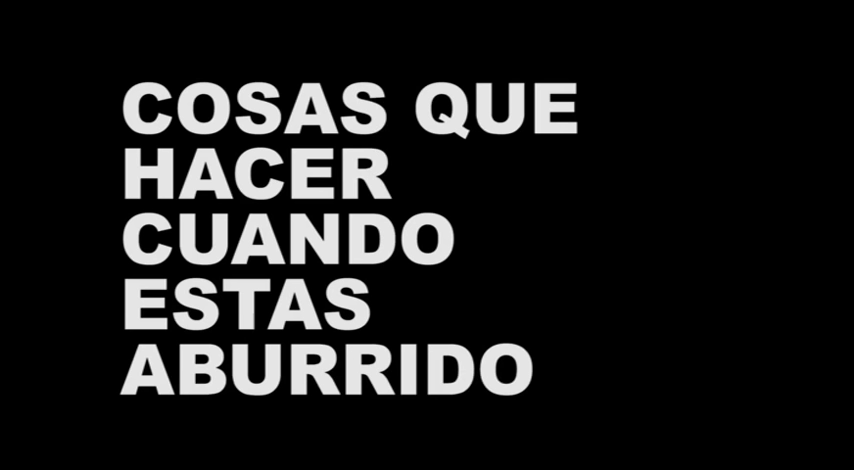 COSAS QUE
HACER
CUANDO
ESTAS
ABURRIDO